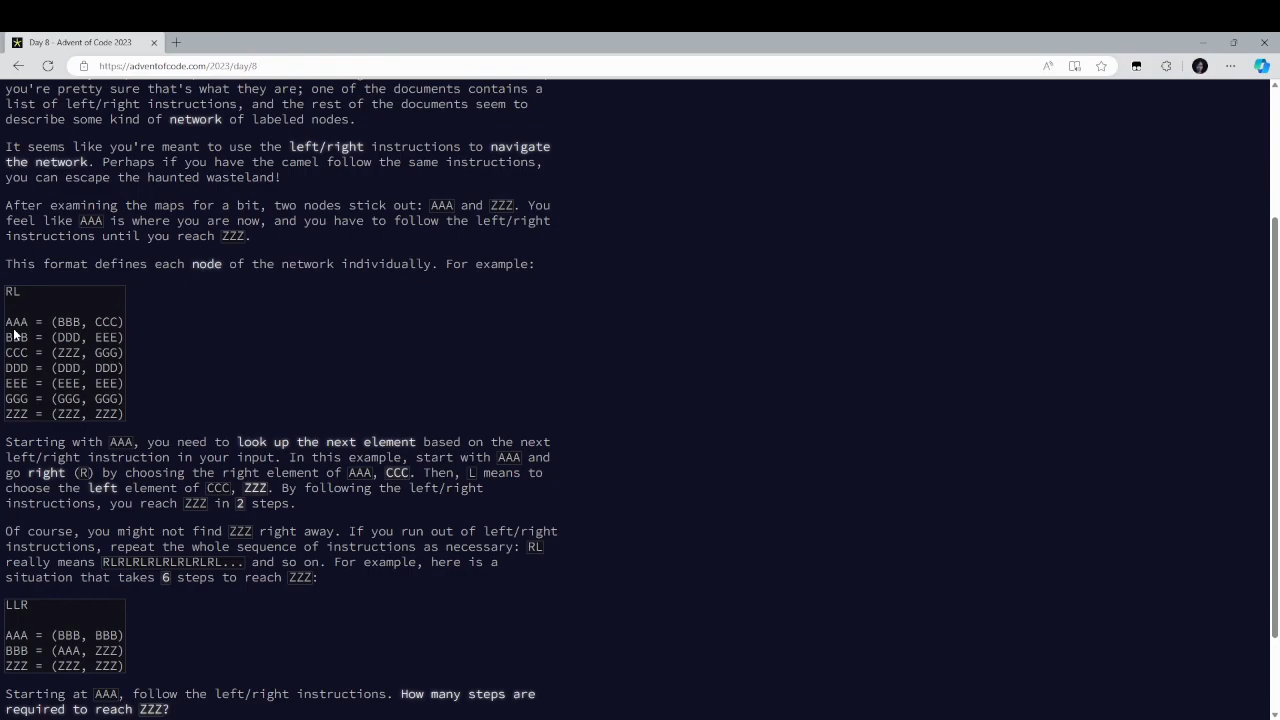 Day 8 - Advent of Code 2023
https://adventofcode.com/2023/day/8
you're pretty sure that's what they are; one of the documents contains a
list of left/right instructions, and the rest of the documents seem to
describe some kind of network of labeled nodes.
It seems like you're meant to use the left/right instructions to navigate
the network. Perhaps if you have the camel follow the same instructions,
you can escape the haunted wasteland!
After examining the maps for a bit, two nodes stick out: AAA and ZZZ. You
feel like AAA is where you are now, and you have to follow the left/right
instructions until you reach ZZZ.
This format defines each node of the network individually. For example:
RL
AAA = (BBB, CCC)
BBB = (DDD, EEE)
CCC = (ZZZ, GGG)
DDD = (DDD, DDD)
EEE = (EEE, EEE)
GGG = (GGG, GGG)
ZZZ = (ZZZ, ZZZ)
Starting with AAA, you need to look up the next element based on the next
left/right instruction in your input. In this example, start with AAA and
go right (R) by choosing the right element of AAA, CCC. Then, L means to
choose the left element of CCC, ZZZ. By following the left/right
instructions, you reach ZZZ in 2 steps.
Of course, you might not find ZZZ right away. If you run out of left/right
instructions, repeat the whole sequence of instructions as necessary: RL
really means RLRLRLRLRLRLRLRL... and so on. For example, here is a
situation that takes 6 steps to reach ZZZ:
LLR
AAA = (BBB, BBB)
BBB = (AAA, ZZZ)
ZZZ = (ZZZ, ZZZ)
Starting at AAA, follow the left/right instructions. How many steps are
required to reach ZZZ?